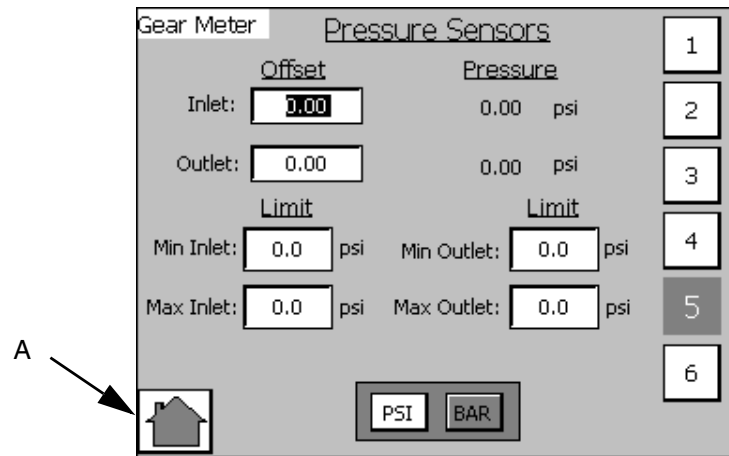 Gear Meter Pressure Sensors 1
Offset Pressure
Inlet: 0.00 0.00 psi 2
Outlet: 0.00 0.00 psi 3
Limit Limit
Min Inlet: 0.0 psi Min Outlet: 0.0 psi 4
Max Inlet: 0.0 psi Max Outlet: 0.0 psi 5
A
6
PSI BAR